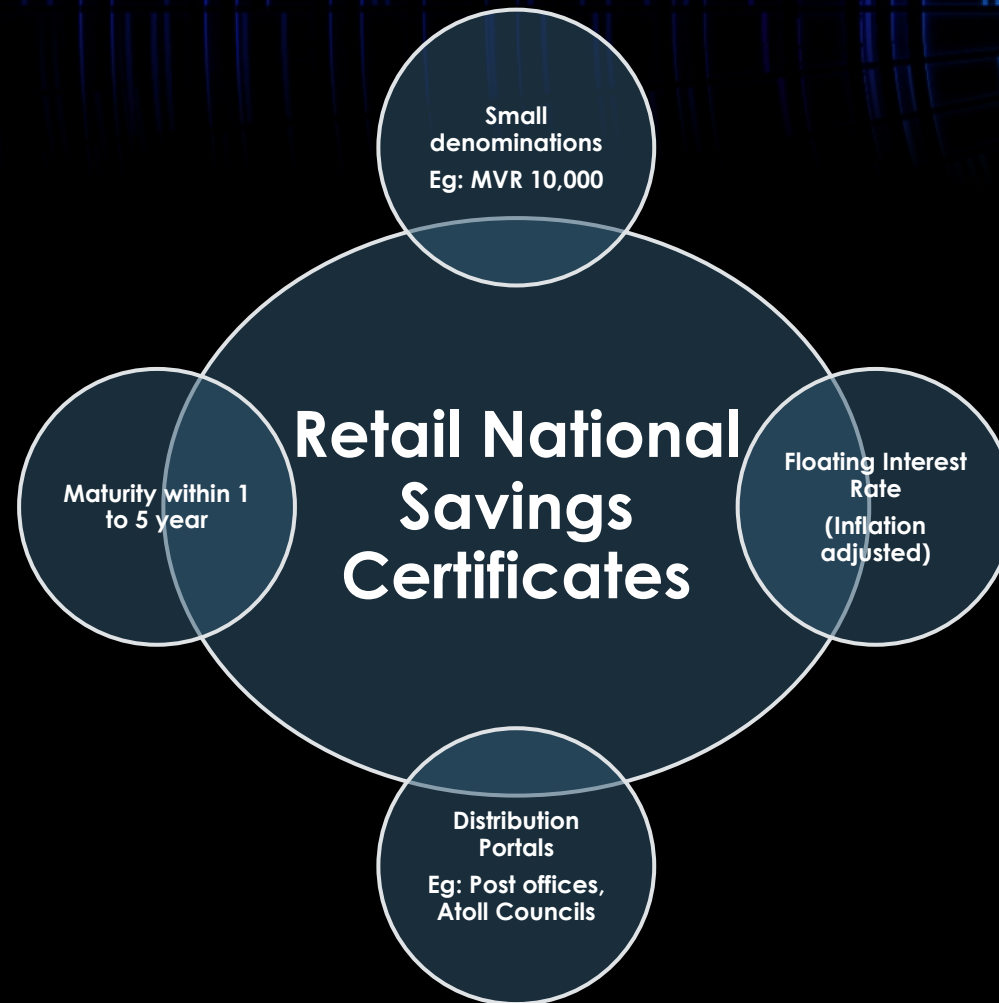 Small
denominations
Eg: MVR 10,000
Retail National
Savings
Certificates
Floating Interest
Rate
(Inflation
adjusted)
Maturity within 1
to 5 year
Distribution
Portals
Eg: Post offices,
Atoll Councils